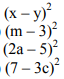 (x – y)²
(m – 3)²
(2a – 5)²
(7 – 3c)²